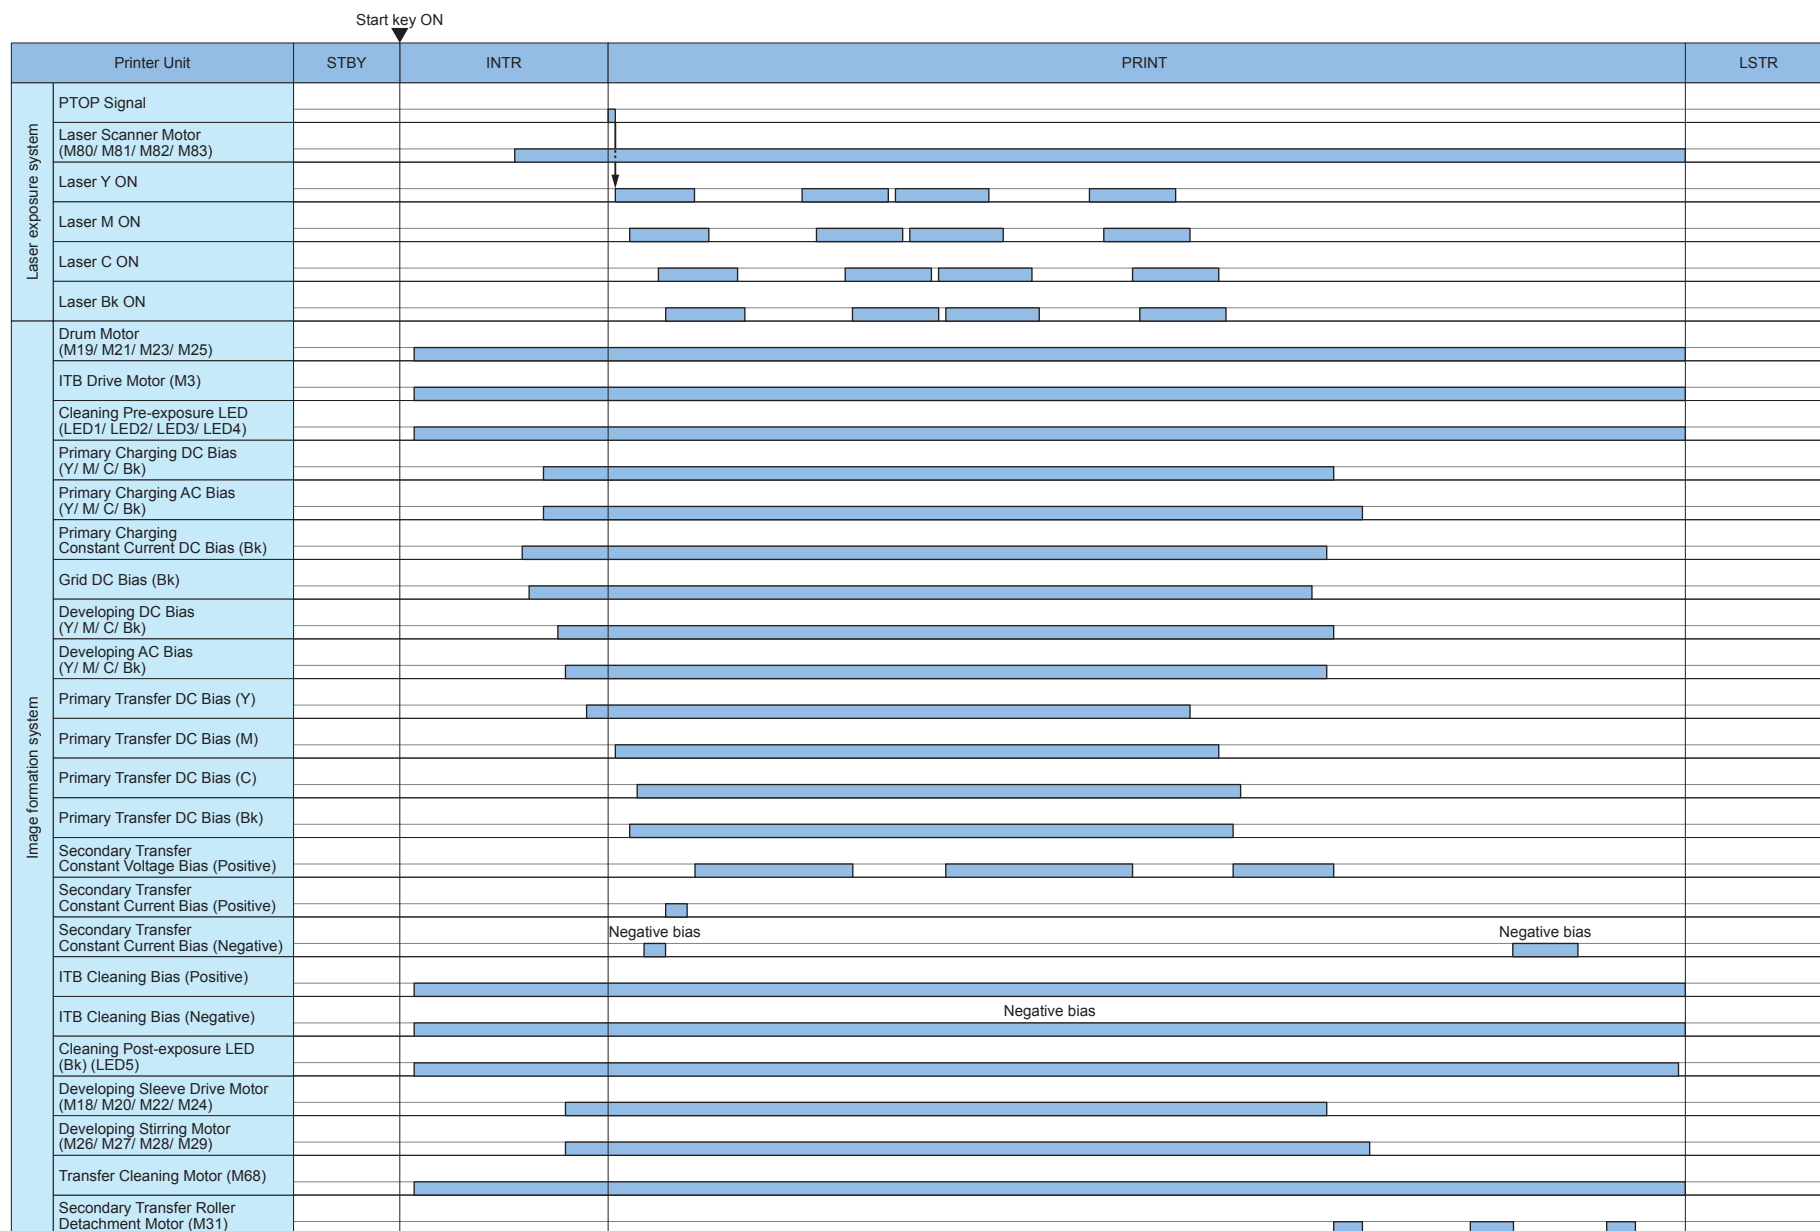 Start key ON
Printer Unit STBY INTR PRINT LSTR
Laser exposure system
PTOP Signal
Laser Scanner Motor
(M80/ M81/ M82/ M83)
Laser Y ON
Laser M ON
Laser C ON
Laser Bk ON
Image formation system
Drum Motor
(M19/ M21/ M23/ M25)
ITB Drive Motor (M3)
Cleaning Pre-exposure LED
(LED1/ LED2/ LED3/ LED4)
Primary Charging DC Bias
(Y/ M/ C/ Bk)
Primary Charging AC Bias
(Y/ M/ C/ Bk)
Primary Charging
Constant Current DC Bias (Bk)
Grid DC Bias (Bk)
Developing DC Bias
(Y/ M/ C/ Bk)
Developing AC Bias
(Y/ M/ C/ Bk)
Primary Transfer DC Bias (Y)
Primary Transfer DC Bias (M)
Primary Transfer DC Bias (C)
Primary Transfer DC Bias (Bk)
Secondary Transfer
Constant Voltage Bias (Positive)
Secondary Transfer
Constant Current Bias (Positive)
Secondary Transfer
Constant Current Bias (Negative)
Negative bias Negative bias
ITB Cleaning Bias (Positive)
ITB Cleaning Bias (Negative)
Negative bias
Cleaning Post-exposure LED
(Bk) (LED5)
Developing Sleeve Drive Motor
(M18/ M20/ M22/ M24)
Developing Stirring Motor
(M26/ M27/ M28/ M29)
Transfer Cleaning Motor (M68)
Secondary Transfer Roller
Detachment Motor (M31)